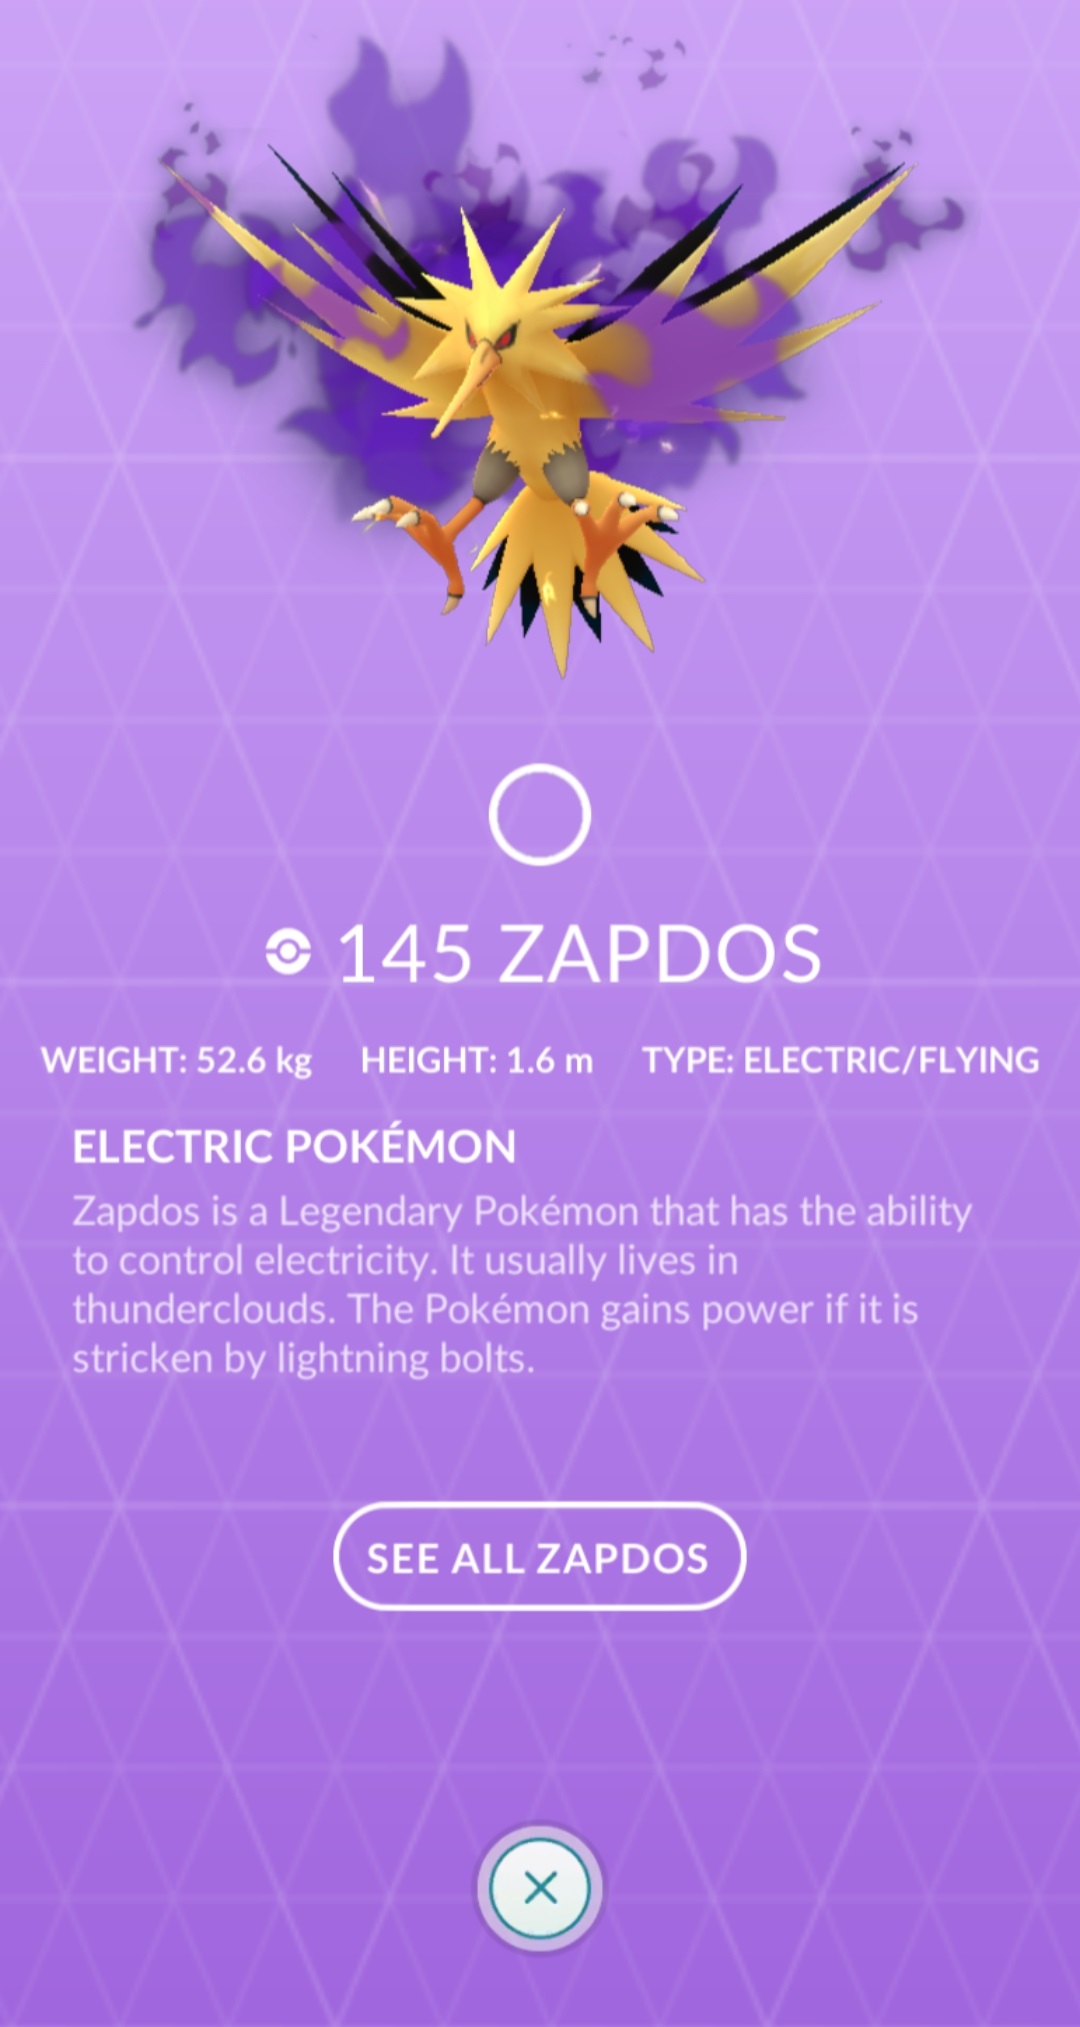 145 ZAPDOS
WEIGHT: 52.6 kg HEIGHT: 1.6 m TYPE: ELECTRIC/FLYING
ELECTRIC POKÉMON
Zapdos is a Legendary Pokémon that has the ability
to control electricity. It usually lives in
thunderclouds. The Pokémon gains power if it is
stricken by lightning bolts.
SEE ALL ZAPDOS